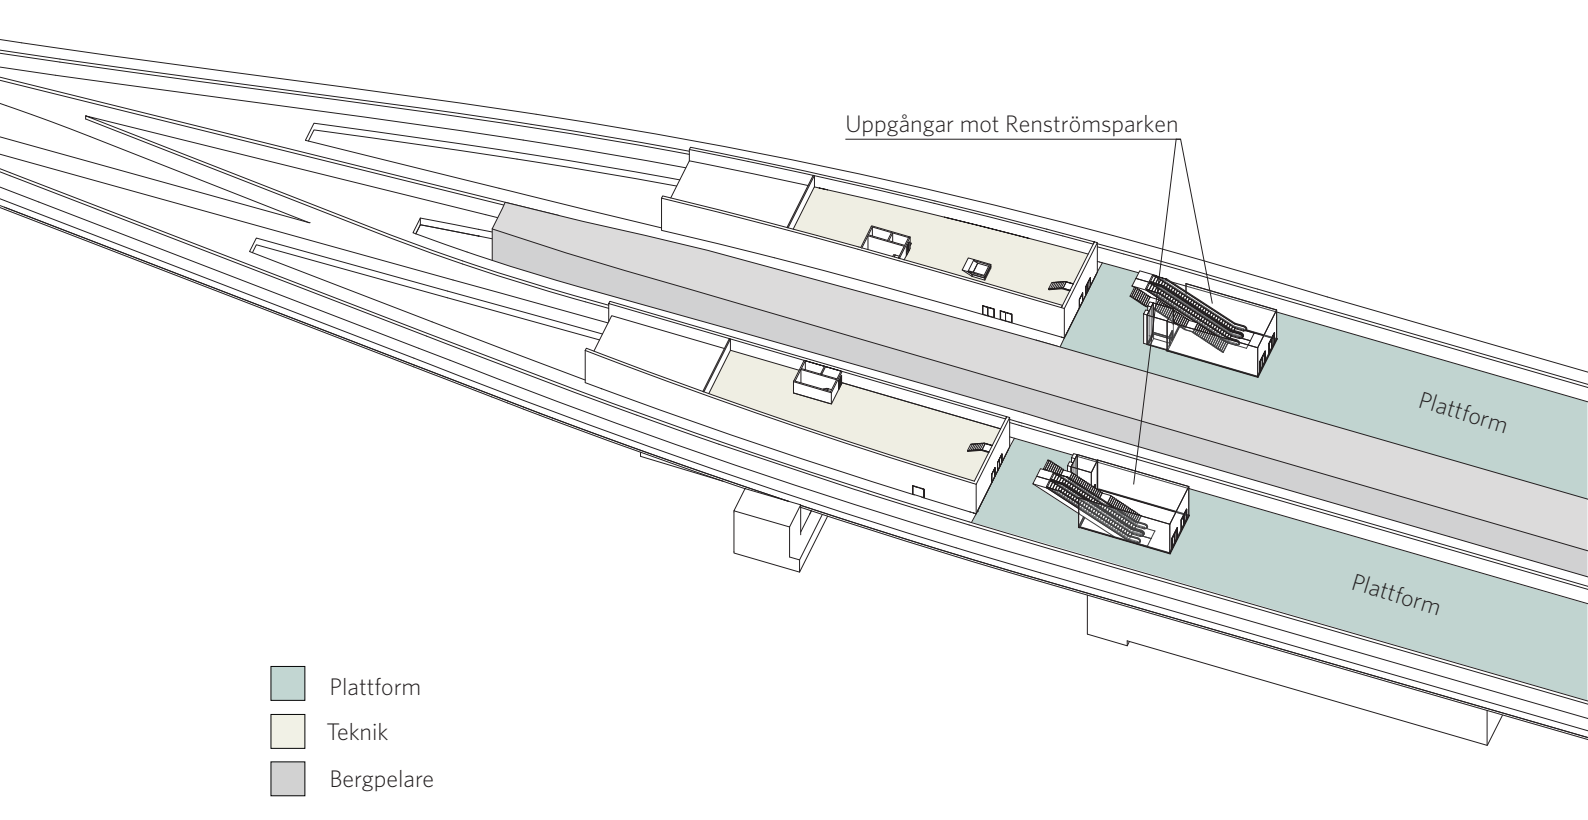 Uppgångar mot Renströmsparken
Plattform
Plattform
Plattform
Teknik
Bergpelare